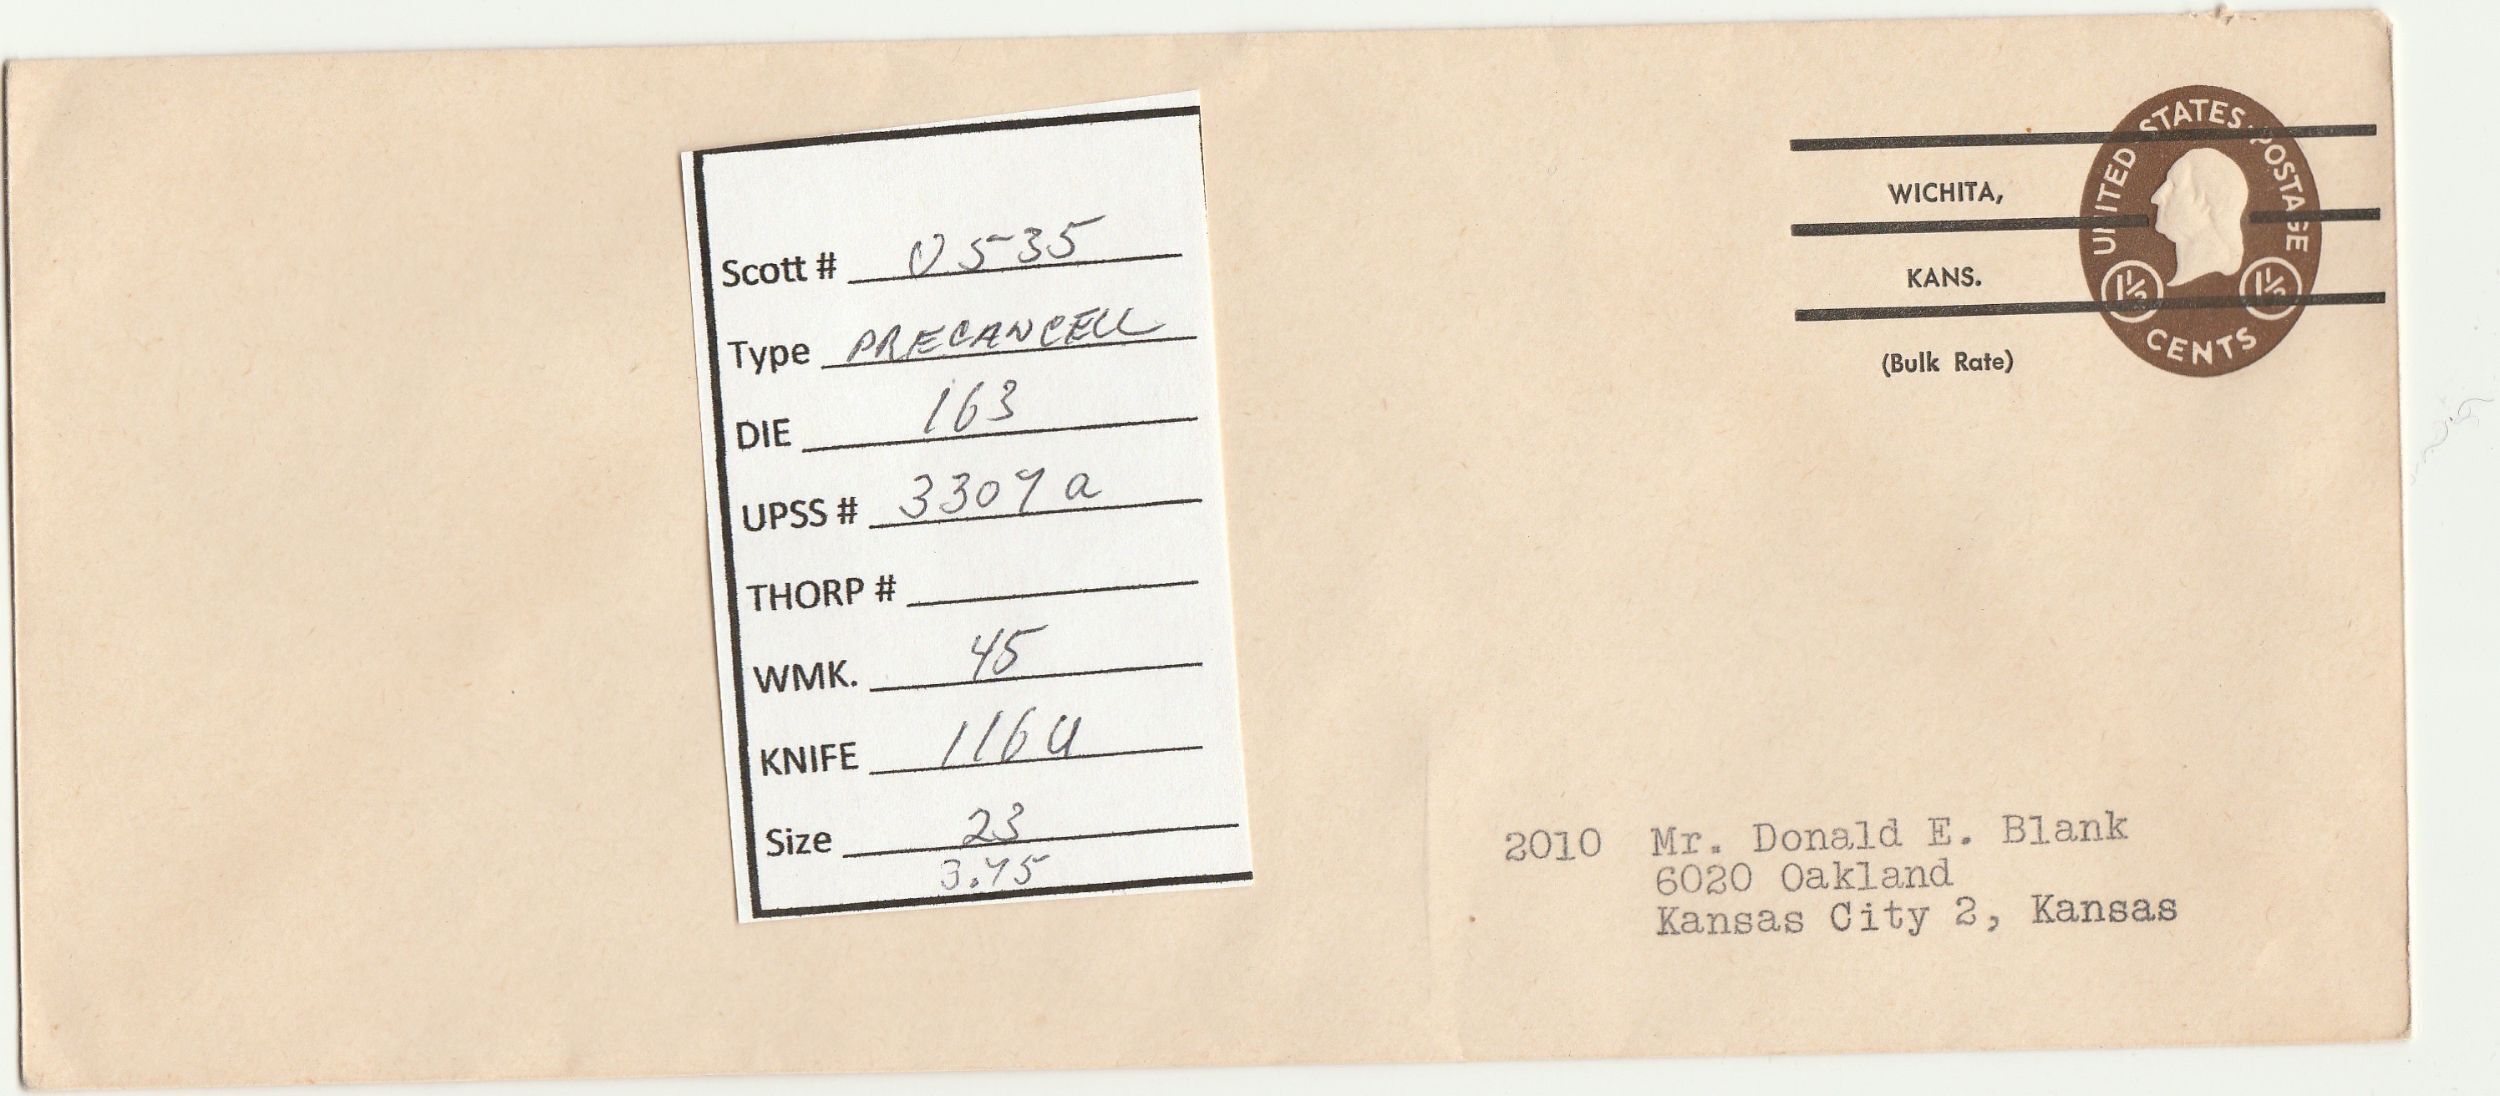 Scott # U535
Type PRECANCELL
DIE 163
UPSS # 3307a
THORP #
WMK. 45
KNIFE 116U
Size 23
3.75
UNITED STATES POSTAGE
1½ 1½
CENTS
WICHITA,
KANS.
(Bulk Rate)
2010 Mr. Donald E. Blank
6020 Oakland
Kansas City 2, Kansas